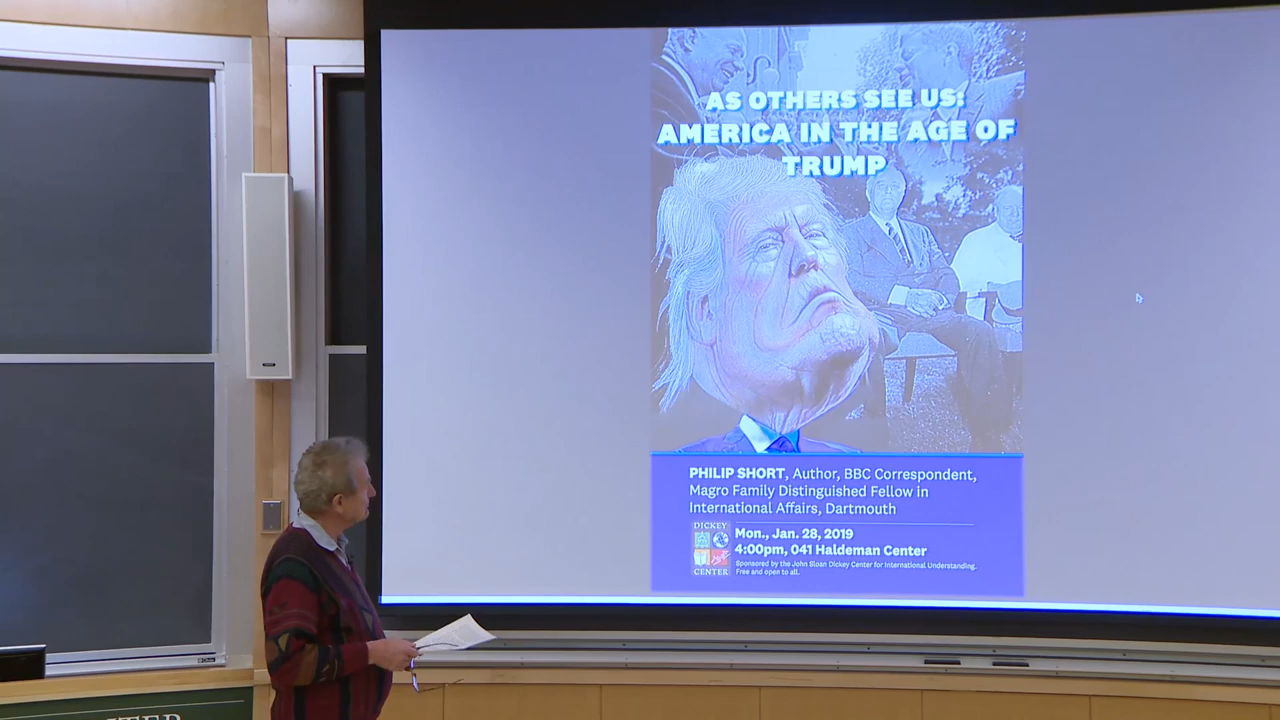 AS OTHERS SEE US:
AMERICA IN THE AGE OF
TRUMP
PHILIP SHORT, Author, BBC Correspondent,
Magro Family Distinguished Fellow in
International Affairs, Dartmouth
DICKEY
CENTER
Mon., Jan. 28, 2019
4:00pm, 041 Haldeman Center
Sponsored by the John Sloan Dickey Center for International Understanding.
Free and open to all.